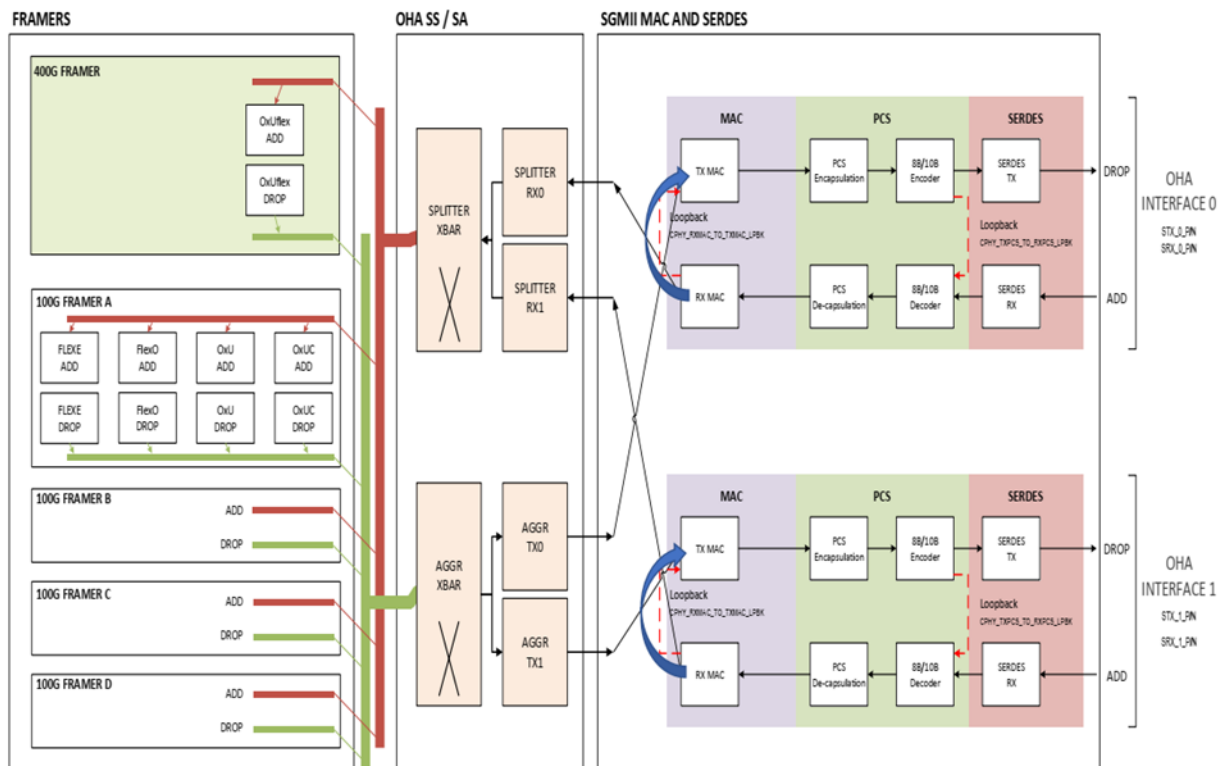 FRAMERS
OHA SS / SA
SGMII MAC AND SERDES
400G FRAMER
OxUflex
ADD
OxUflex
DROP
100G FRAMER A
FLEXE
ADD
FlexO
ADD
OxU
ADD
OxUC
ADD
FLEXE
DROP
FlexO
DROP
OxU
DROP
OxUC
DROP
100G FRAMER B
ADD
DROP
100G FRAMER C
ADD
DROP
100G FRAMER D
ADD
DROP
SPLITTER
XBAR
SPLITTER
RX0
SPLITTER
RX1
AGGR
XBAR
AGGR
TX0
AGGR
TX1
MAC
PCS
SERDES
TX MAC
PCS
Encapsulation
8B/10B
Encoder
SERDES
TX
DROP
Loopback
CPHY_RXMAC_TO_TXMAC_LPBK
Loopback
CPHY_TXPCS_TO_RXPCS_LPBK
RX MAC
PCS
De-capsulation
8B/10B
Decoder
SERDES
RX
ADD
OHA
INTERFACE 0
STX_0_PIN
SRX_0_PIN
MAC
PCS
SERDES
TX MAC
PCS
Encapsulation
8B/10B
Encoder
SERDES
TX
DROP
Loopback
CPHY_RXMAC_TO_TXMAC_LPBK
Loopback
CPHY_TXPCS_TO_RXPCS_LPBK
RX MAC
PCS
De-capsulation
8B/10B
Decoder
SERDES
RX
ADD
OHA
INTERFACE 1
STX_1_PIN
SRX_1_PIN